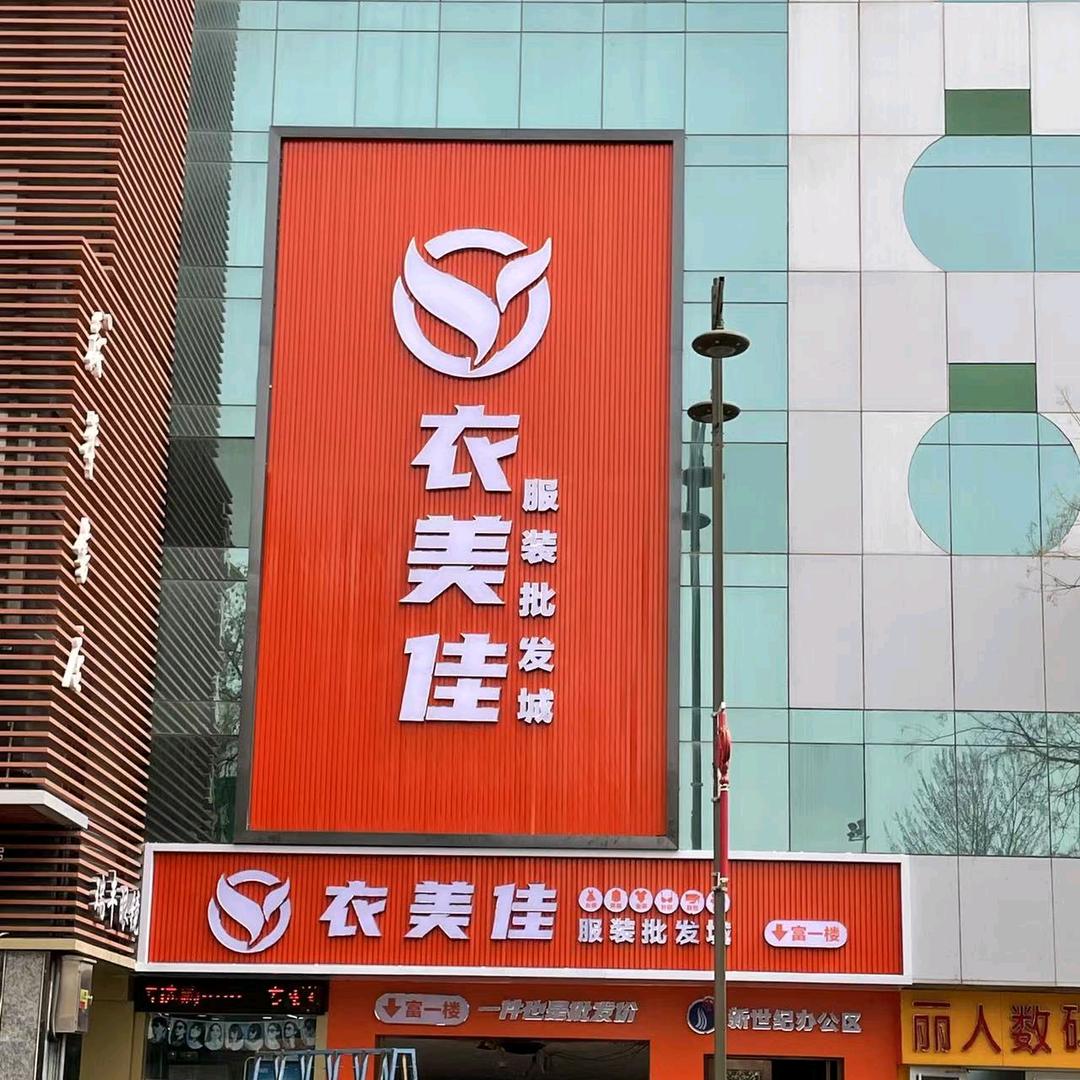 衣美佳
服装批发城
衣美佳
服装批发城
富一楼
富一楼
一件也是批发价
新世纪办公区
丽人数码